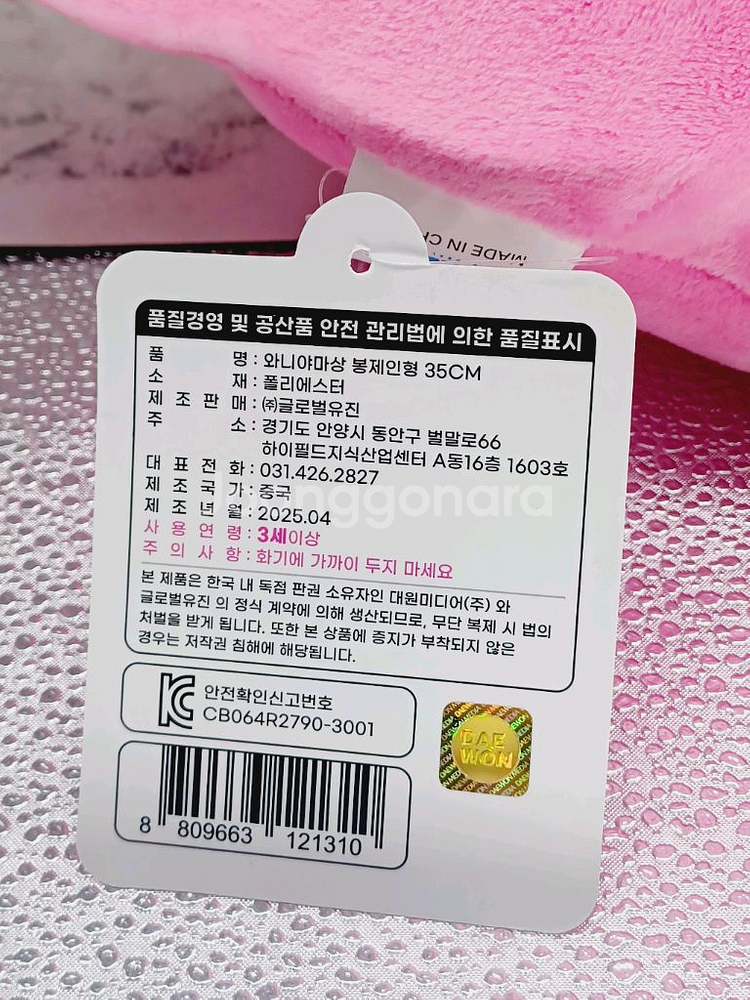 MADE IN CH
품질경영 및 공산품 안전 관리법에 의한 품질표시
품 명 : 와니야마상 봉제인형 35CM
소 재 : 폴리에스터
제 조 판 매 : ㈜글로벌유진
주 소 : 경기도 안양시 동안구 벌말로66
하이필드지식산업센터 A동16층 1603호
대 표 전 화 : 031.426.2827
제 조 국 가 : 중국
제 조 년 월 : 2025.04
사 용 연 령 : 3세이상
주 의 사 항 : 화기에 가까이 두지 마세요
본 제품은 한국 내 독점 판권 소유자인 대원미디어(주) 와
글로벌유진 의 정식 계약에 의해 생산되므로, 무단 복제 시 법의
처벌을 받게 됩니다. 또한 본 상품에 증지가 부착되지 않은
경우는 저작권 침해에 해당됩니다.
안전확인신고번호
CB064R2790-3001
DAE
WON
8 809663 121310
Joonggonara